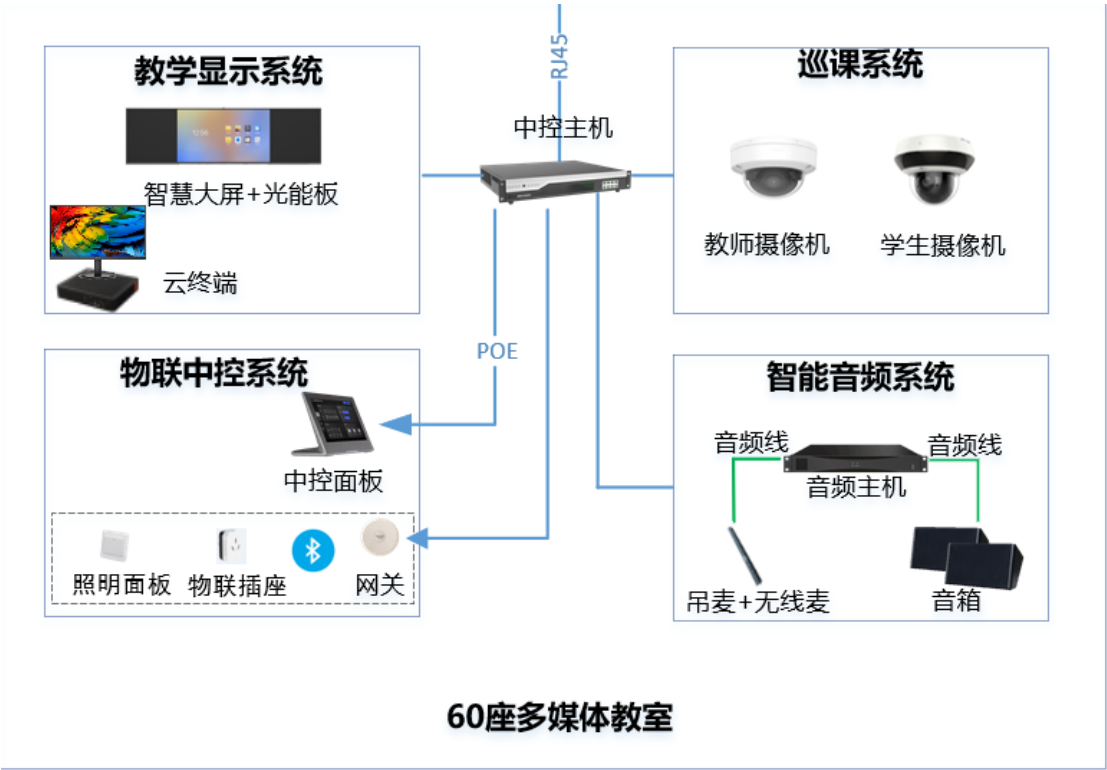 RJ45
教学显示系统
智慧大屏+光能板
云终端
中控主机
巡课系统
教师摄像机
学生摄像机
POE
物联中控系统
中控面板
照明面板
物联插座
网关
智能音频系统
音频线
音频线
音频主机
吊麦+无线麦
音箱
60座多媒体教室